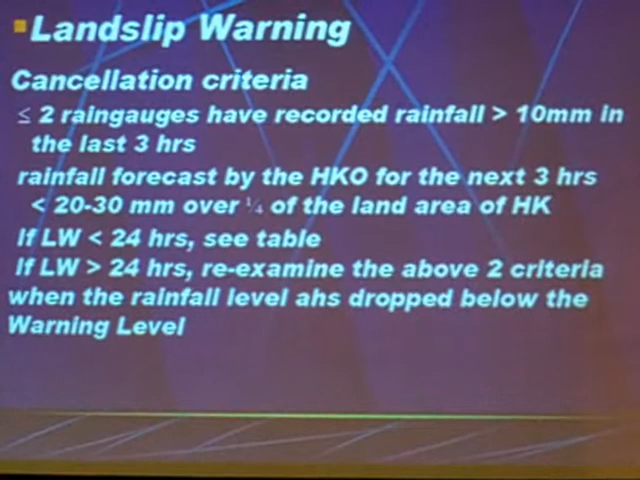 Landslip Warning
Cancellation criteria
≤ 2 raingauges have recorded rainfall > 10mm in
the last 3 hrs
rainfall forecast by the HKO for the next 3 hrs
< 20-30 mm over ¼ of the land area of HK
If LW < 24 hrs, see table
If LW > 24 hrs, re-examine the above 2 criteria
when the rainfall level ahs dropped below the
Warning Level